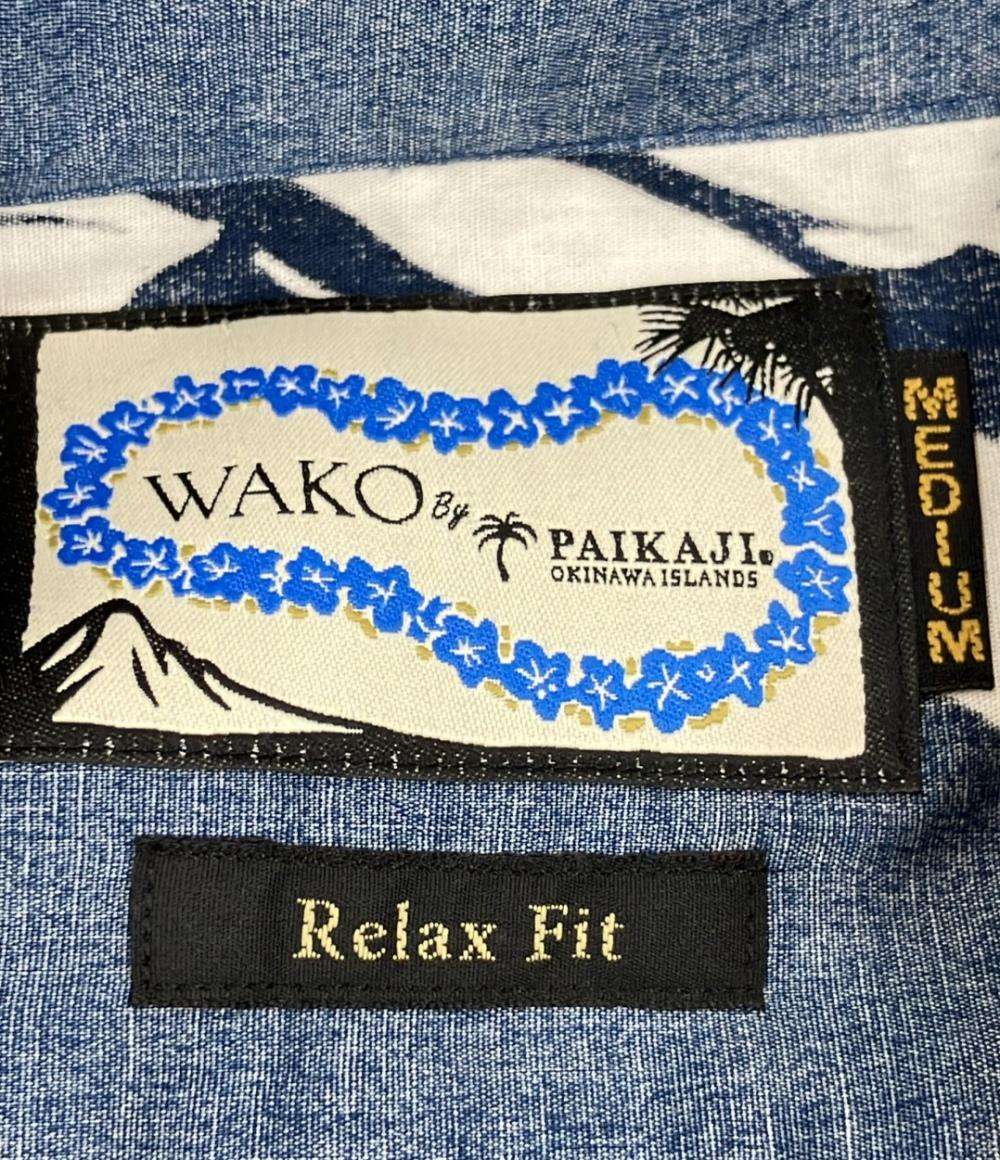 WAKO By PAIKAJI.
OKINAWA ISLANDS
MEDIUM
Relax Fit